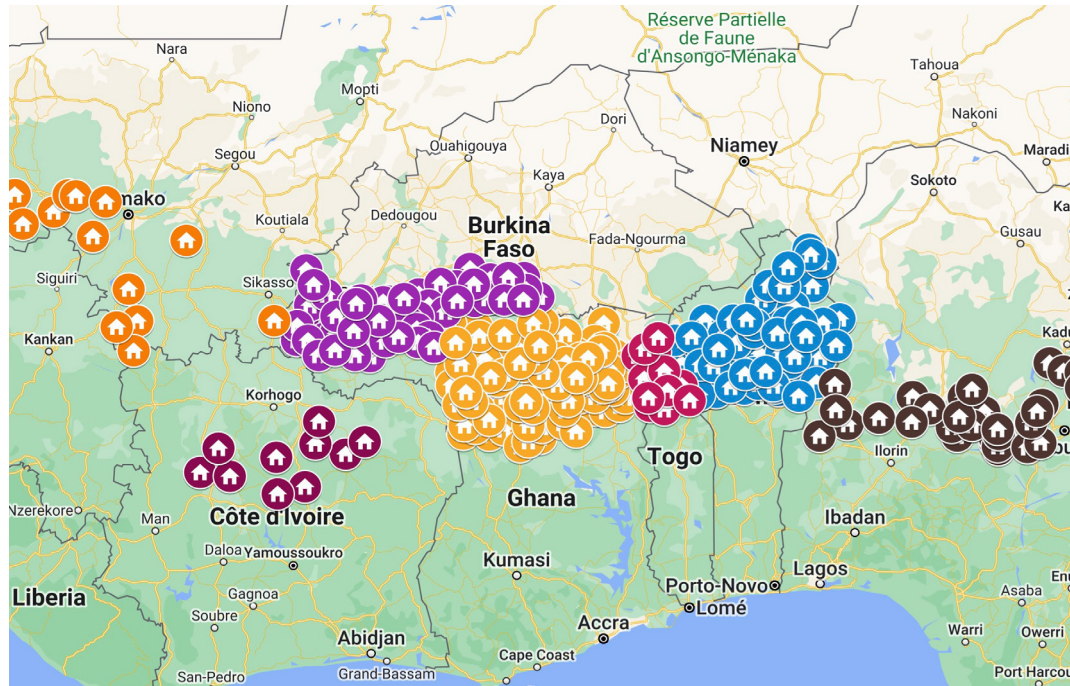 Réserve Partielle
de Faune
d'Ansongo-Ménaka
Nara
Tahoua
Mopti
Niono
Nakoni
Dori
Niamey
Ouahigouya
Maradi
Segou
Kaya
Sokoto
mako
Koutiala
Dedougou
Burkina
Faso
Fada-Ngourma
Gusau
Siguiri
Sikasso
Kankan
Kadu
Korhogo
Togo
Ilorin
Ghana
Nzerekore
Man
Côte d'Ivoire
Ibadan
Daloa
Yamoussoukro
Kumasi
Lagos
Porto-Novo
Liberia
Gagnoa
Lomé
Asaba
Soubre
Accra
Warri
Owerri
Abidjan
Cape Coast
San-Pedro
Grand-Bassam
Port Harcou